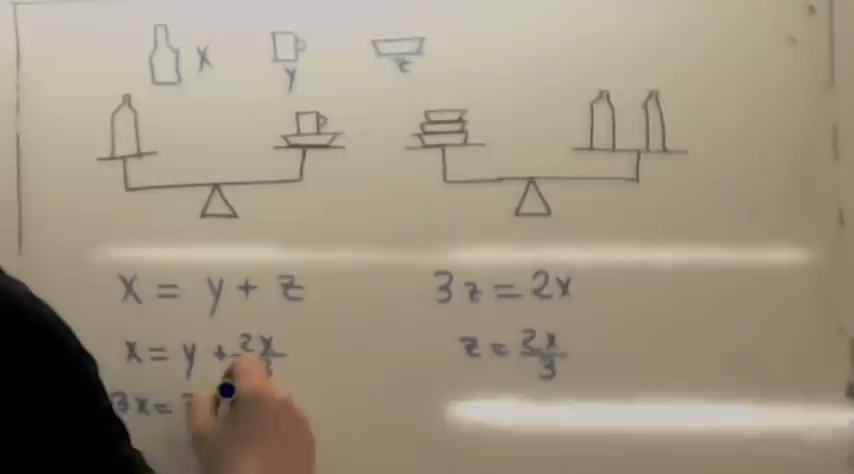 x y z
x = y + z
3z = 2x
x = y + 2x/3
z = 2x/3
3x =